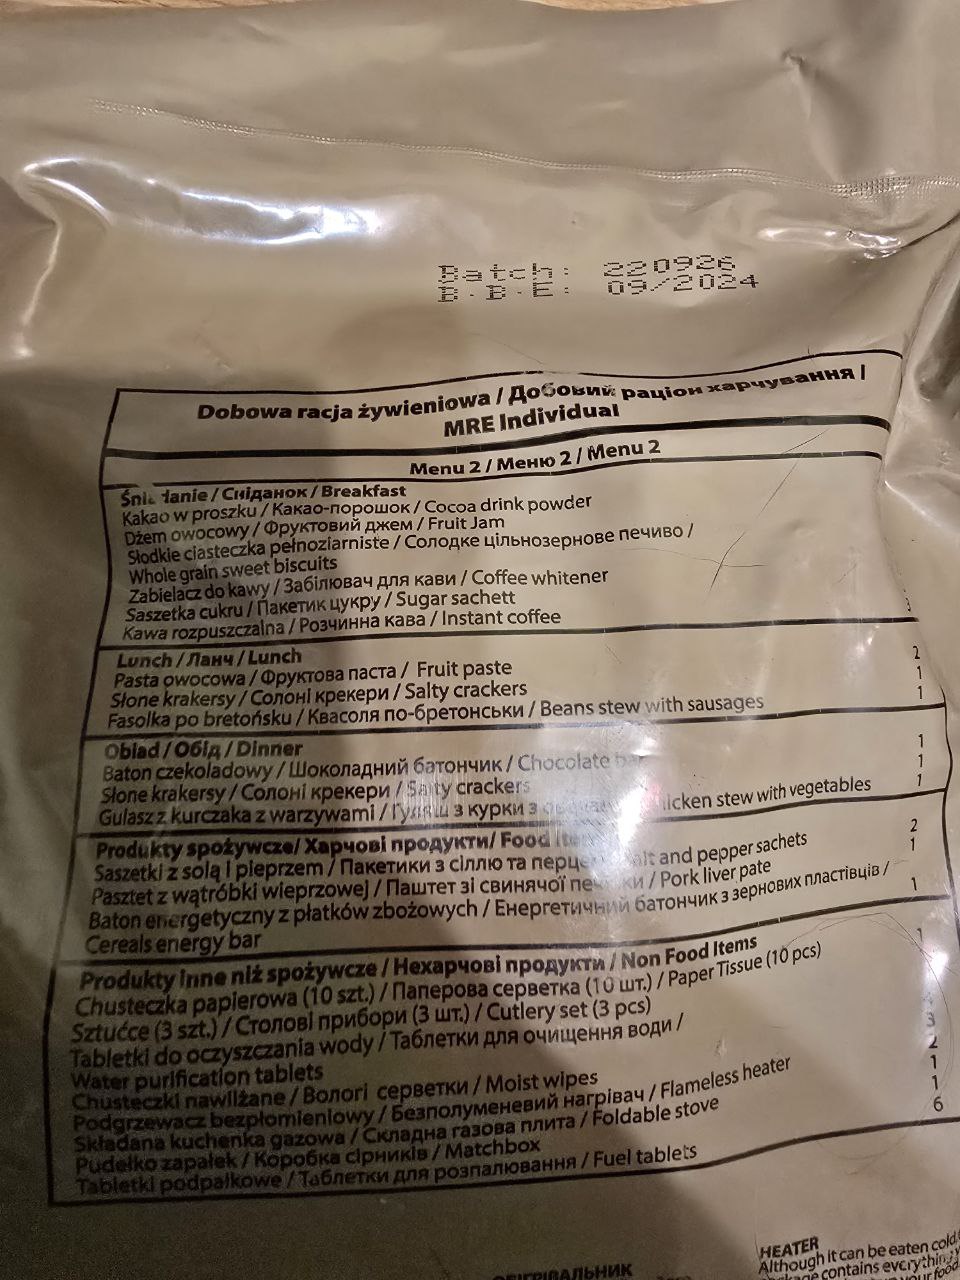 Batch: 220926
B.B.E: 09/2024
Dobowa racja żywieniowa / Добовий раціон харчування /
MRE Individual
Menu 2 / Меню 2 / Menu 2
Śniadanie / Сніданок / Breakfast
Kakao w proszku / Какао-порошок / Cocoa drink powder
Dżem owocowy / Фруктовий джем / Fruit Jam
Słodkie ciasteczka pełnoziarniste / Солодке цільнозернове печиво /
Whole grain sweet biscuits
Zabielacz do kawy / Забілювач для кави / Coffee whitener
Saszetka cukru / Пакетик цукру / Sugar sachett
3
Kawa rozpuszczalna / Розчинна кава / Instant coffee
Lunch / Ланч / Lunch
2
Pasta owocowa / Фруктова паста / Fruit paste
1
Słone krakersy / Солоні крекери / Salty crackers
1
Fasolka po bretońsku / Квасоля по-бретонськи / Beans stew with sausages
Obiad / Обід / Dinner
1
Baton czekoladowy / Шоколадний батончик / Chocolate bar
1
Słone krakersy / Солоні крекери / Salty crackers
1
Gulasz z kurczaka z warzywami / Гуляш з курки з stew with vegetables
Produkty spożywcze/ Харчові продукти/ Food
2
Saszetki z solą i pieprzem / Пакетики з сіллю та and pepper sachets
1
Pasztet z wątróbki wieprzowej / Паштет зі свинячої / Pork liver pate
Baton energetyczny z płatków zbożowych / Енергетичний батончик з зернових пластівців /
1
Cereals energy bar
Produkty inne niż spożywcze / Нехарчові продукти / Non Food Items
1
Chusteczka papierowa (10 szt.) / Паперова серветка (10 шт.) / Paper Tissue (10 pcs)
Sztućce (3 szt.) / Столові прибори (3 шт.) / Cutlery set (3 pcs)
Tabletki do oczyszczania wody / Таблетки для очищення води /
Water purification tablets
3
Chusteczki nawilżane / Вологі серветки / Moist wipes
2
Podgrzewacz bezpłomieniowy / Безполуменевий нагрівач / Flameless heater
1
Składana kuchenka gazowa / Складна газова плита / Foldable stove
1
Pudełko zapałek / Коробка сірників / Matchbox
6
Tabletki podpałkowe / Таблетки для розпалювання / Fuel tablets
HEATER
Although it can be eaten cold
contains everything
food